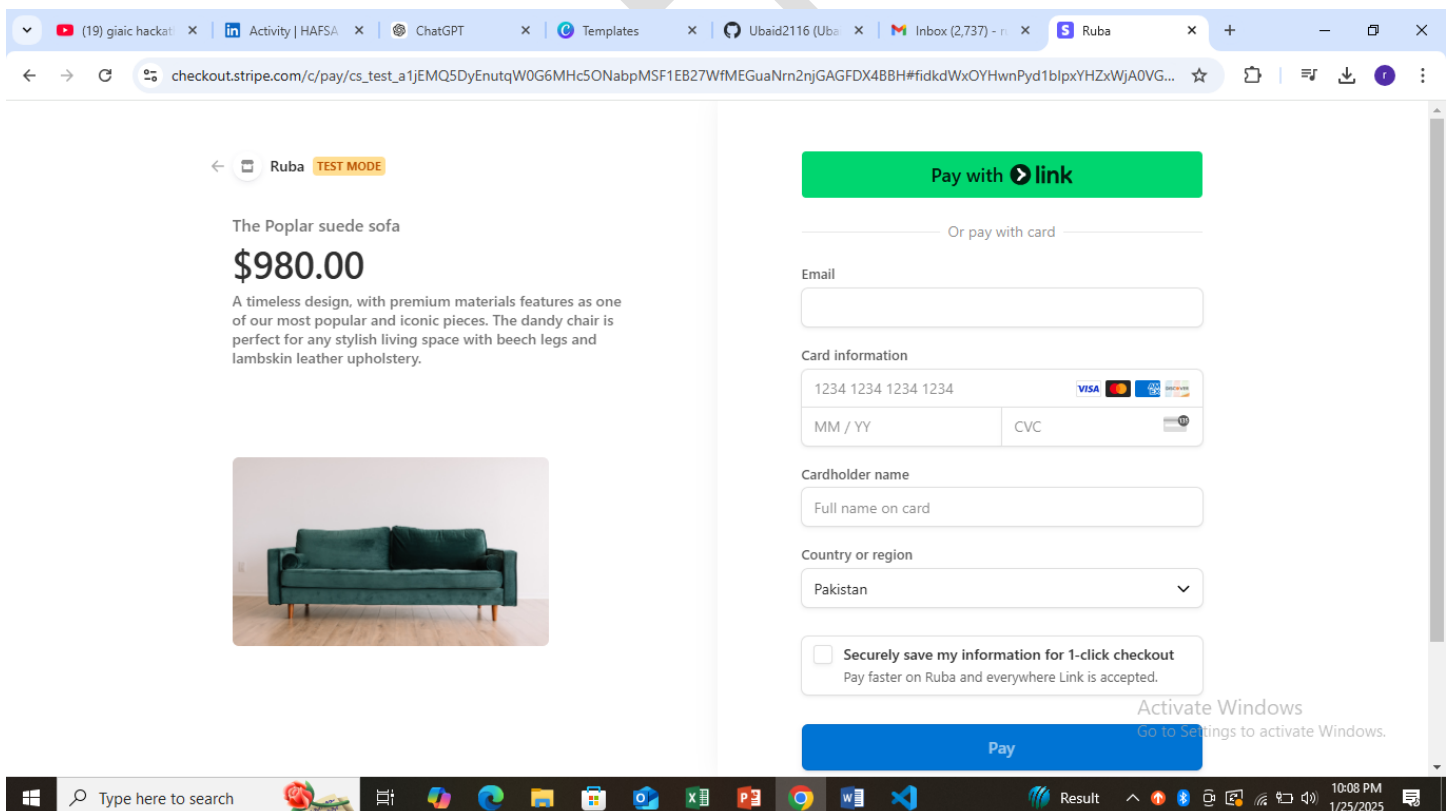 (19) giaic hackat
Activity | HAFSA
ChatGPT
Templates
Ubaid2116 (Uba
Inbox (2,737) - r
Ruba
checkout.stripe.com/c/pay/cs_test_a1jEMQ5DyEnutqW0G6MHc5ONabpMSF1EB27WfMEGuaNrn2njGAGFDX4BBH#fidkdWxOYHwnPyd1blpxYHZxWjA0VG...
Ruba TEST MODE
The Poplar suede sofa
$980.00
A timeless design, with premium materials features as one
of our most popular and iconic pieces. The dandy chair is
perfect for any stylish living space with beech legs and
lambskin leather upholstery.
Pay with link
Or pay with card
Email
Card information
1234 1234 1234 1234 VISA
MM / YY
CVC
Cardholder name
Full name on card
Country or region
Pakistan
Securely save my information for 1-click checkout
Pay faster on Ruba and everywhere Link is accepted.
Pay
Activate Windows
Go to Settings to activate Windows.
Type here to search
Result
10:08 PM
1/25/2025